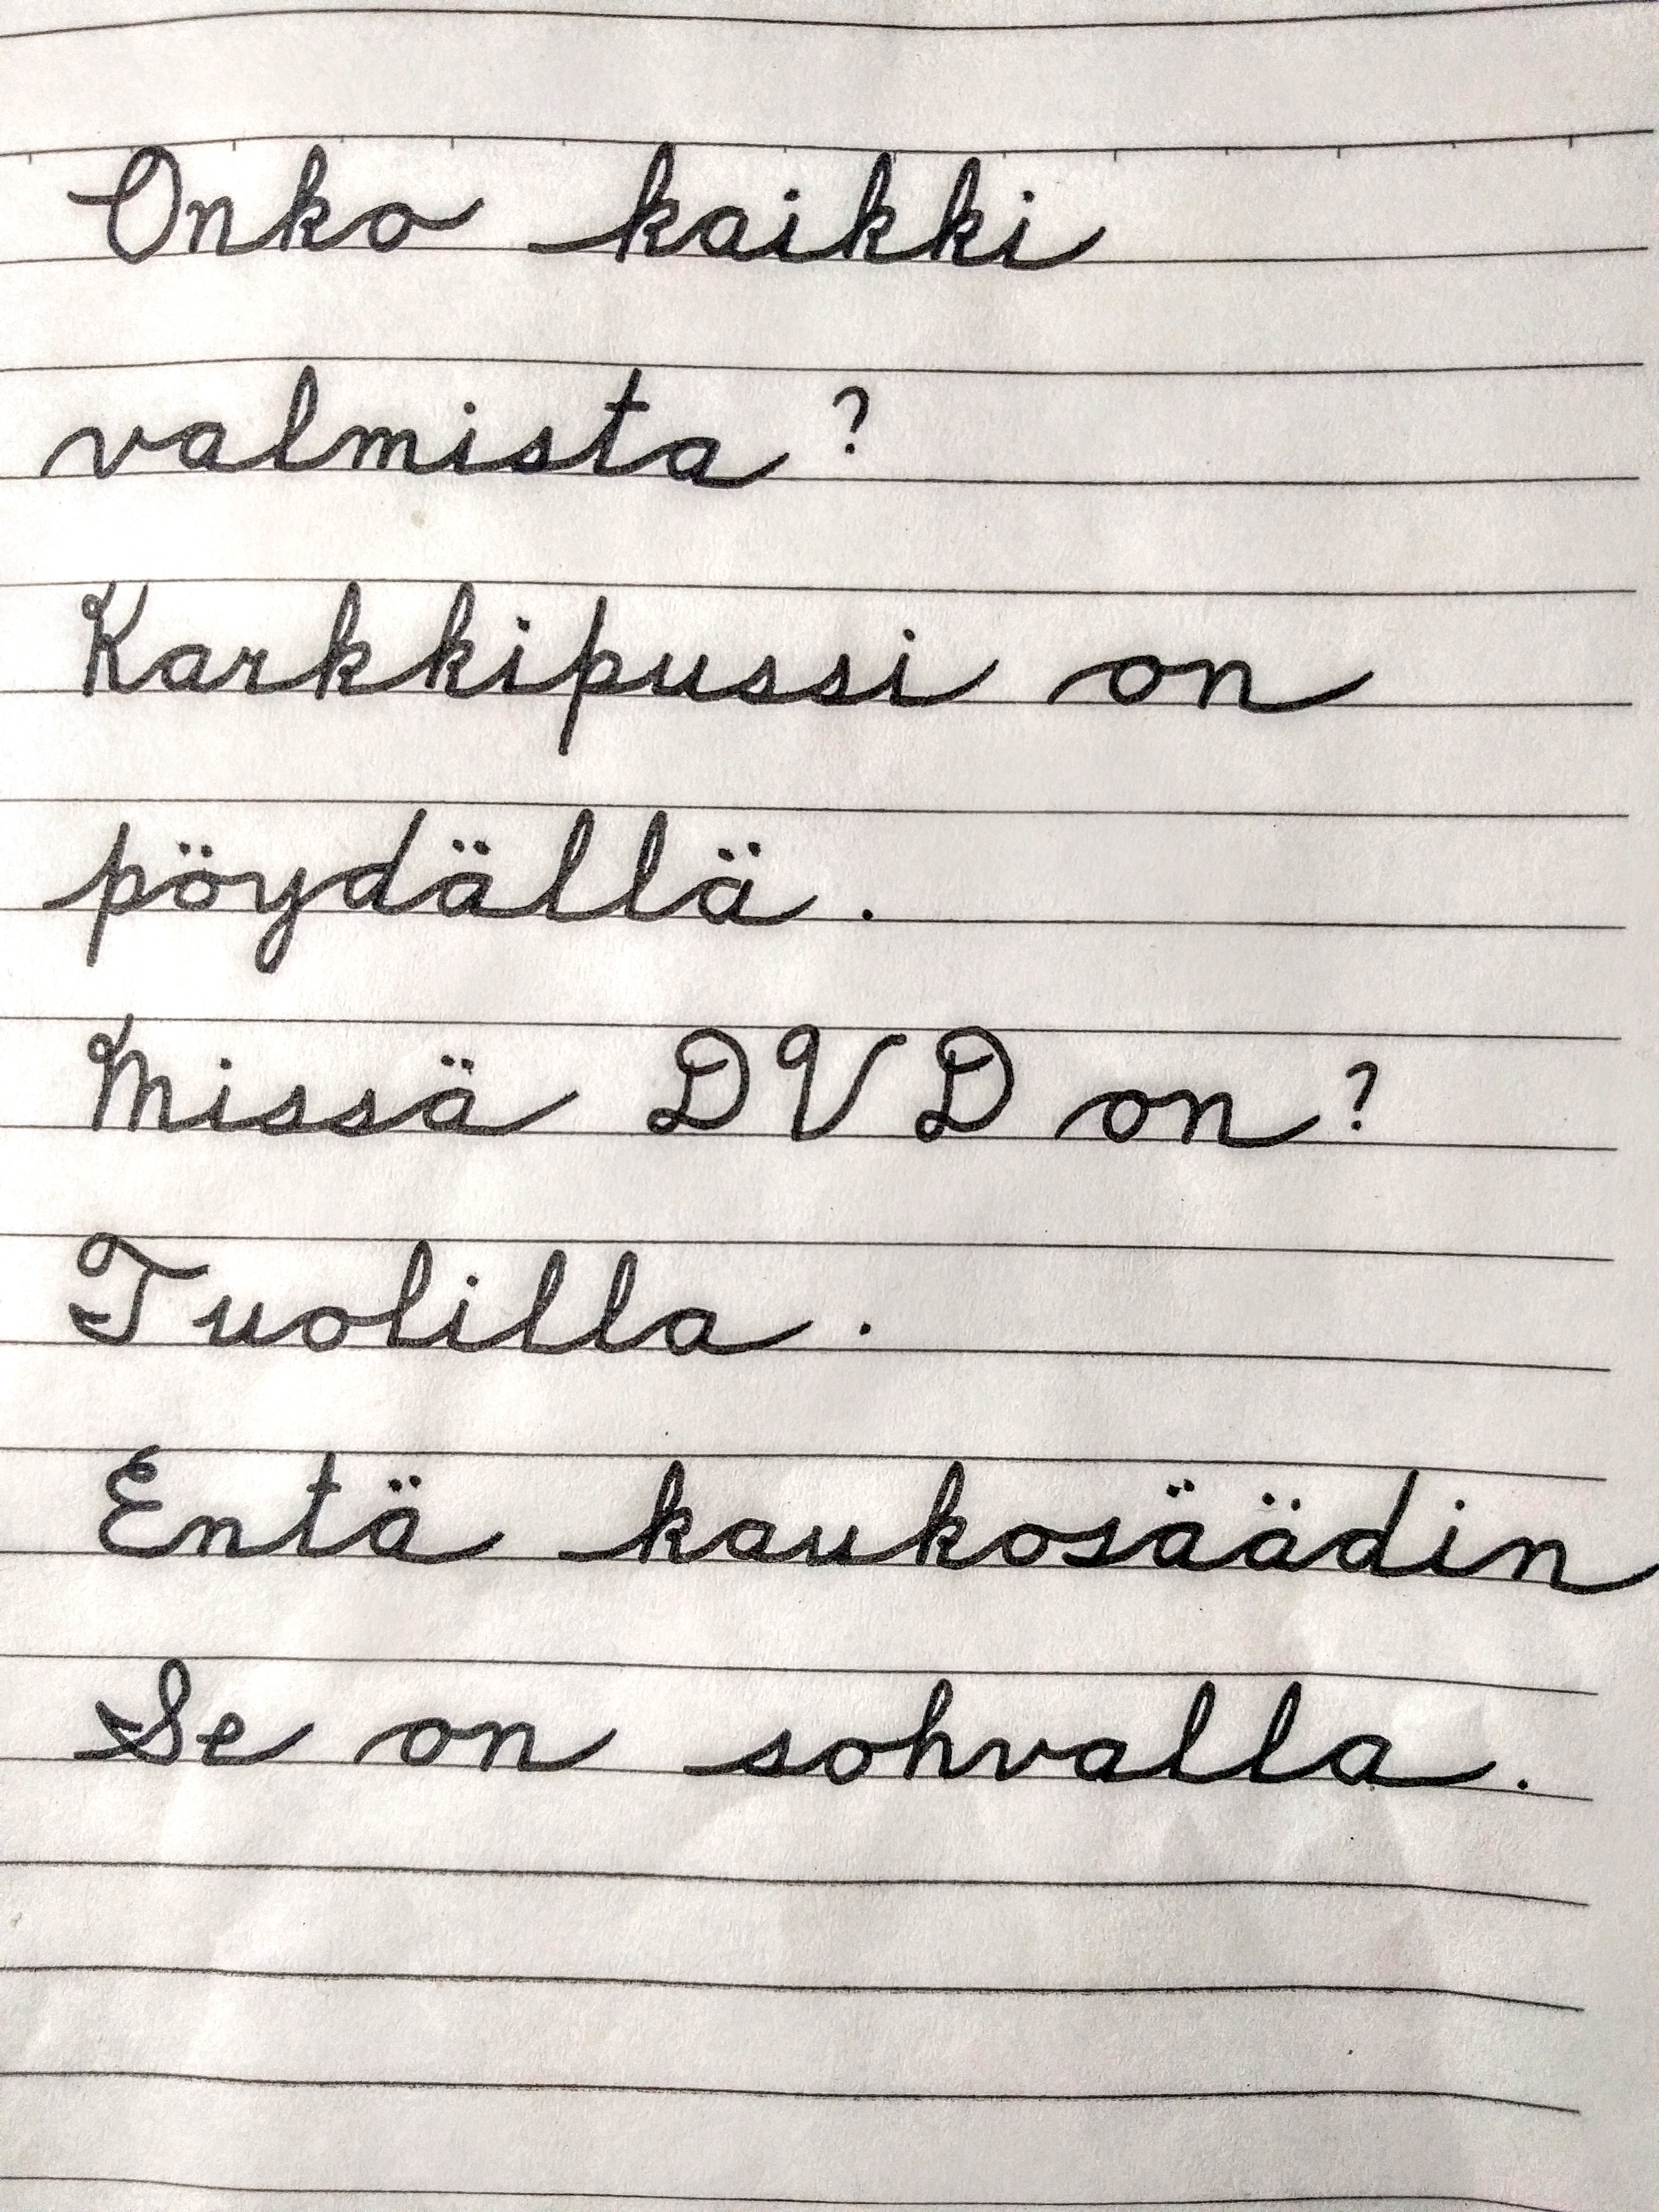 Onko kaikki
valmista?
Karkkipussi on
pöydällä.
Missä DVD on?
Tuolilla.
Entä kaukosäädin
Se on sohvalla.